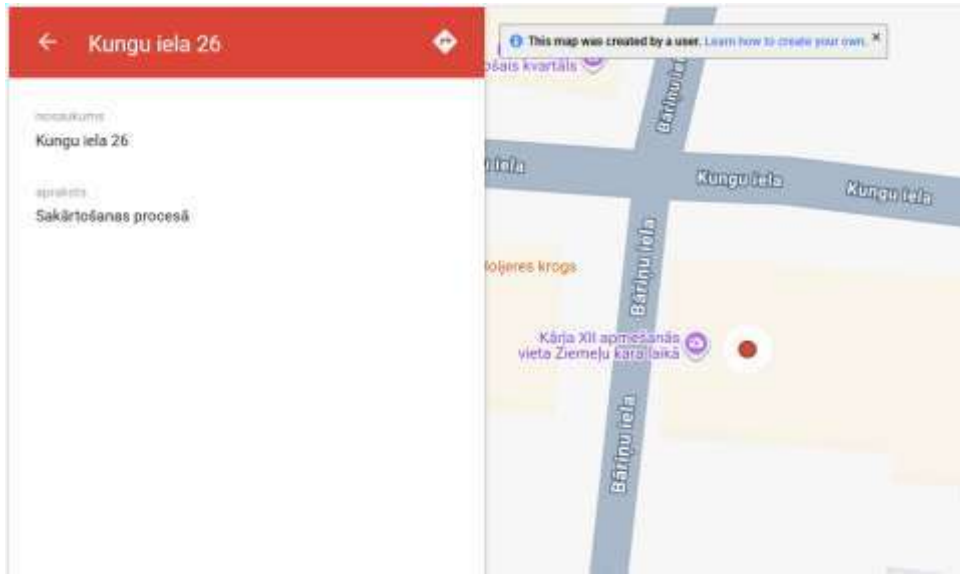 Kungu iela 26
nosaukums
Kungu iela 26
apraksts
Sakārtošanas procesā
This map was created by a user. Learn how to create your own.
kvartāls
Bāriņu
iela
Kungu iela
Kungu iela
Bāriņu iela
krogs
Kārļa XII apmešanās
vieta Ziemeļu kara laikā
Bāriņu iela